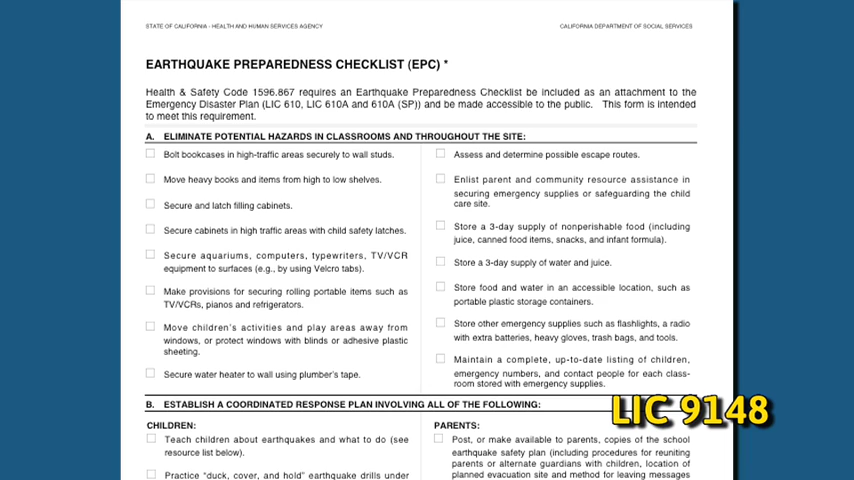 STATE OF CALIFORNIA - HEALTH AND HUMAN SERVICES AGENCY
CALIFORNIA DEPARTMENT OF SOCIAL SERVICES
EARTHQUAKE PREPAREDNESS CHECKLIST (EPC) *
Health & Safety Code 1596.867 requires an Earthquake Preparedness Checklist be included as an attachment to the
Emergency Disaster Plan (LIC 610, LIC 610A and 610A (SP)) and be made accessible to the public. This form is intended
to meet this requirement.
A. ELIMINATE POTENTIAL HAZARDS IN CLASSROOMS AND THROUGHOUT THE SITE:
Bolt bookcases in high-traffic areas securely to wall studs.
Move heavy books and items from high to low shelves.
Secure and latch filling cabinets.
Secure cabinets in high traffic areas with child safety latches.
Secure aquariums, computers, typewriters, TV/VCR
equipment to surfaces (e.g., by using Velcro tabs).
Make provisions for securing rolling portable items such as
TV/VCRs, pianos and refrigerators.
Move children's activities and play areas away from
windows, or protect windows with blinds or adhesive plastic
sheeting.
Secure water heater to wall using plumber's tape.
Assess and determine possible escape routes.
Enlist parent and community resource assistance in
securing emergency supplies or safeguarding the child
care site.
Store a 3-day supply of nonperishable food (including
juice, canned food items, snacks, and infant formula).
Store a 3-day supply of water and juice.
Store food and water in an accessible location, such as
portable plastic storage containers.
Store other emergency supplies such as flashlights, a radio
with extra batteries, heavy gloves, trash bags, and tools.
Maintain a complete, up-to-date listing of children,
emergency numbers, and contact people for each class-
room stored with emergency supplies.
B. ESTABLISH A COORDINATED RESPONSE PLAN INVOLVING ALL OF THE FOLLOWING:
LIC 9148
CHILDREN:
Teach children about earthquakes and what to do (see
resource list below).
Practice "duck, cover, and hold" earthquake drills under
PARENTS:
Post, or make available to parents, copies of the school
earthquake safety plan (including procedures for reuniting
parents or alternate guardians with children, location of
planned evacuation site and method for leaving messages